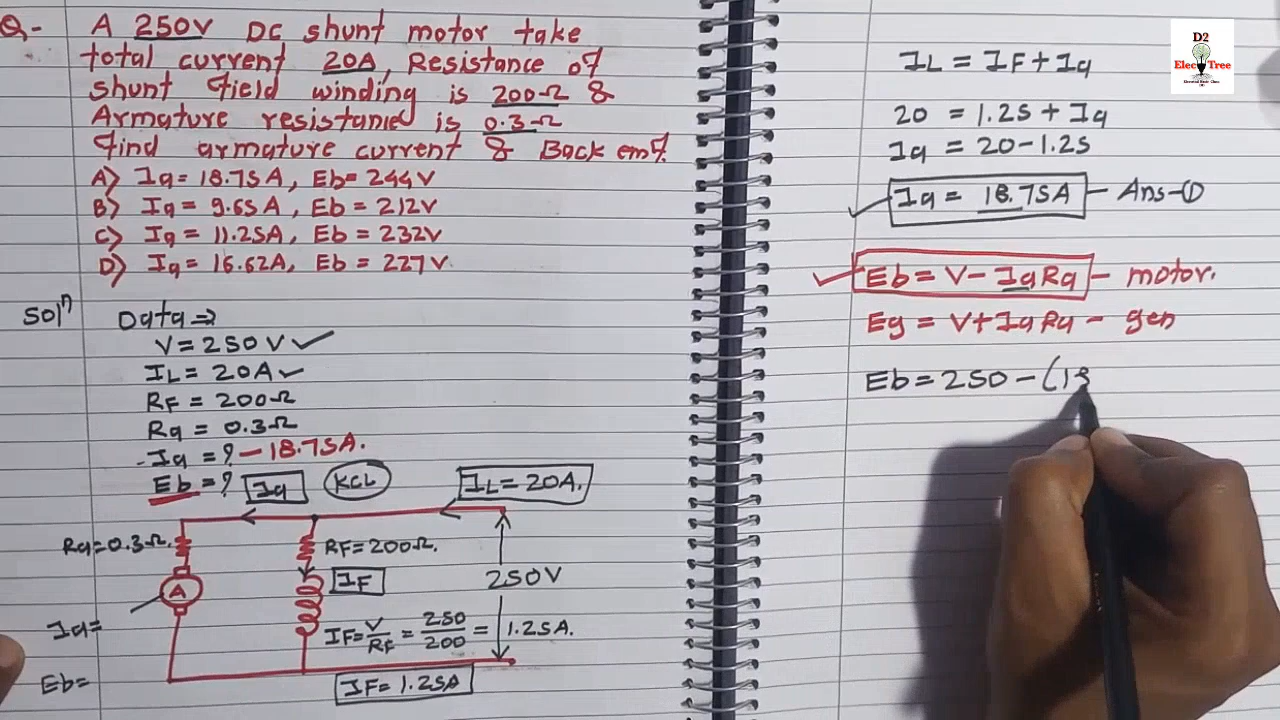 Q- A 250V DC shunt motor take
total current 20A, Resistance of
shunt field winding is 200Ω &
Armature resistance is 0.3Ω
find armature current & Back emf.
A) Ia = 18.75A, Eb = 244V
B) Ia = 9.65A, Eb = 212V
C) Ia = 11.25A, Eb = 232V
D) Ia = 16.62A, Eb = 227V.
Solⁿ Data ⇒
V = 250V ✓
IL = 20A ✓
RF = 200Ω
Ra = 0.3Ω
Ia = ? – 18.75A.
Eb = ? Ia KCL IL = 20A.
Ra = 0.3Ω. RF = 200Ω.
A IF 250V
Ia =
IF = V/RF = 250/200 = 1.25A.
Eb =
IF = 1.25A
IL = IF + Ia
20 = 1.25 + Ia
Ia = 20 - 1.25
✓ Ia = 18.75A – Ans-①
✓ Eb = V - IaRa – motor.
Eg = V + IaRa – gen
Eb = 250 - (18
D2
Elec Tree